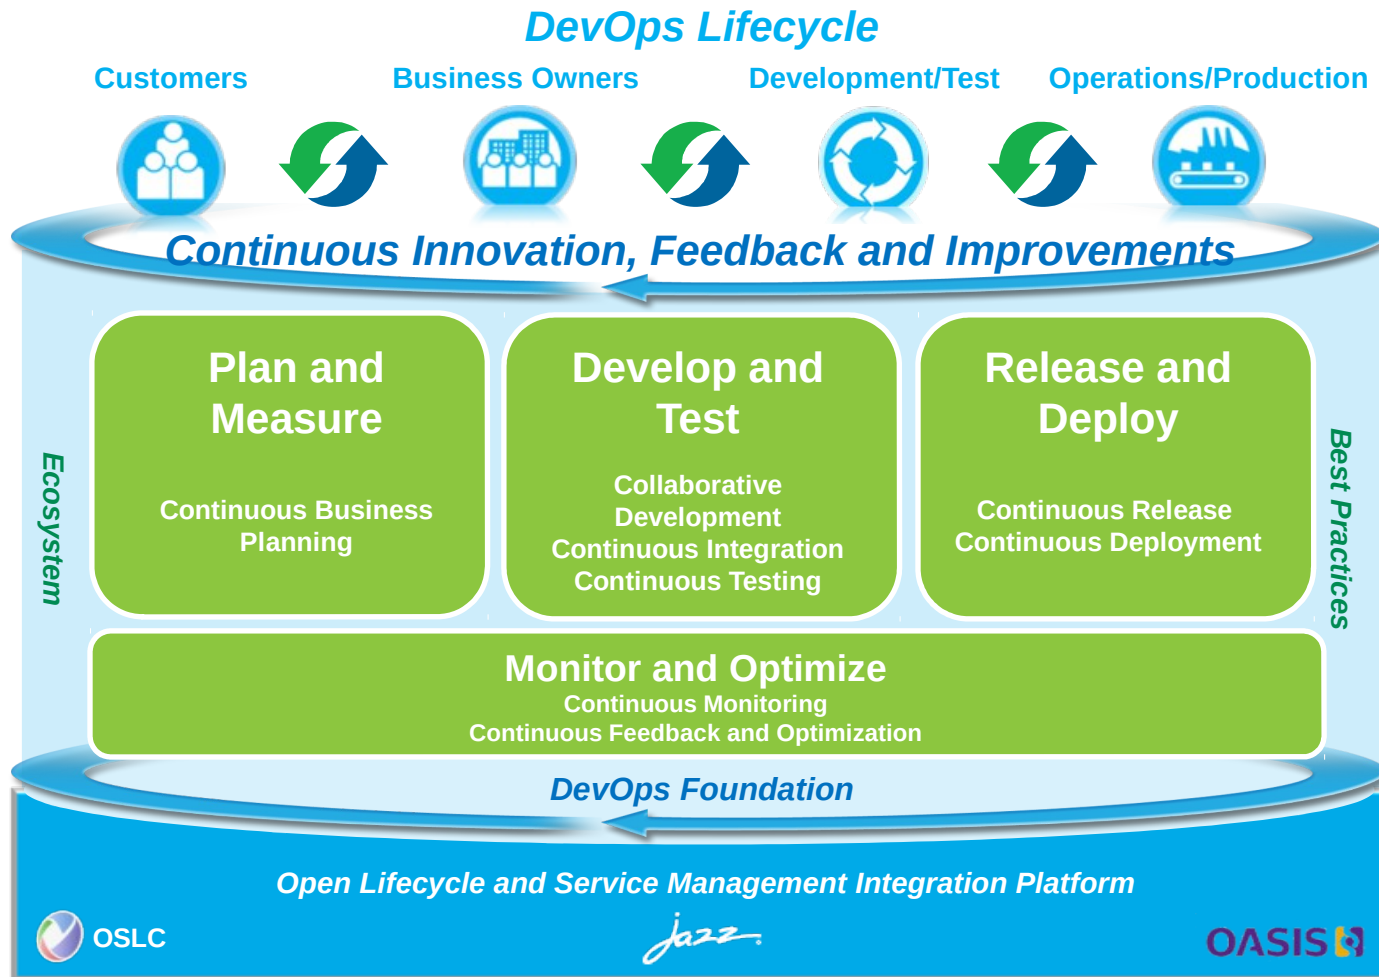 DevOps Lifecycle
Customers
Business Owners
Development/Test
Operations/Production
Continuous Innovation, Feedback and Improvements
Plan and
Measure
Continuous Business
Planning
Develop and
Test
Collaborative
Development
Continuous Integration
Continuous Testing
Release and
Deploy
Continuous Release
Continuous Deployment
Ecosystem
Best Practices
Monitor and Optimize
Continuous Monitoring
Continuous Feedback and Optimization
DevOps Foundation
Open Lifecycle and Service Management Integration Platform
OSLC
jazz
OASIS